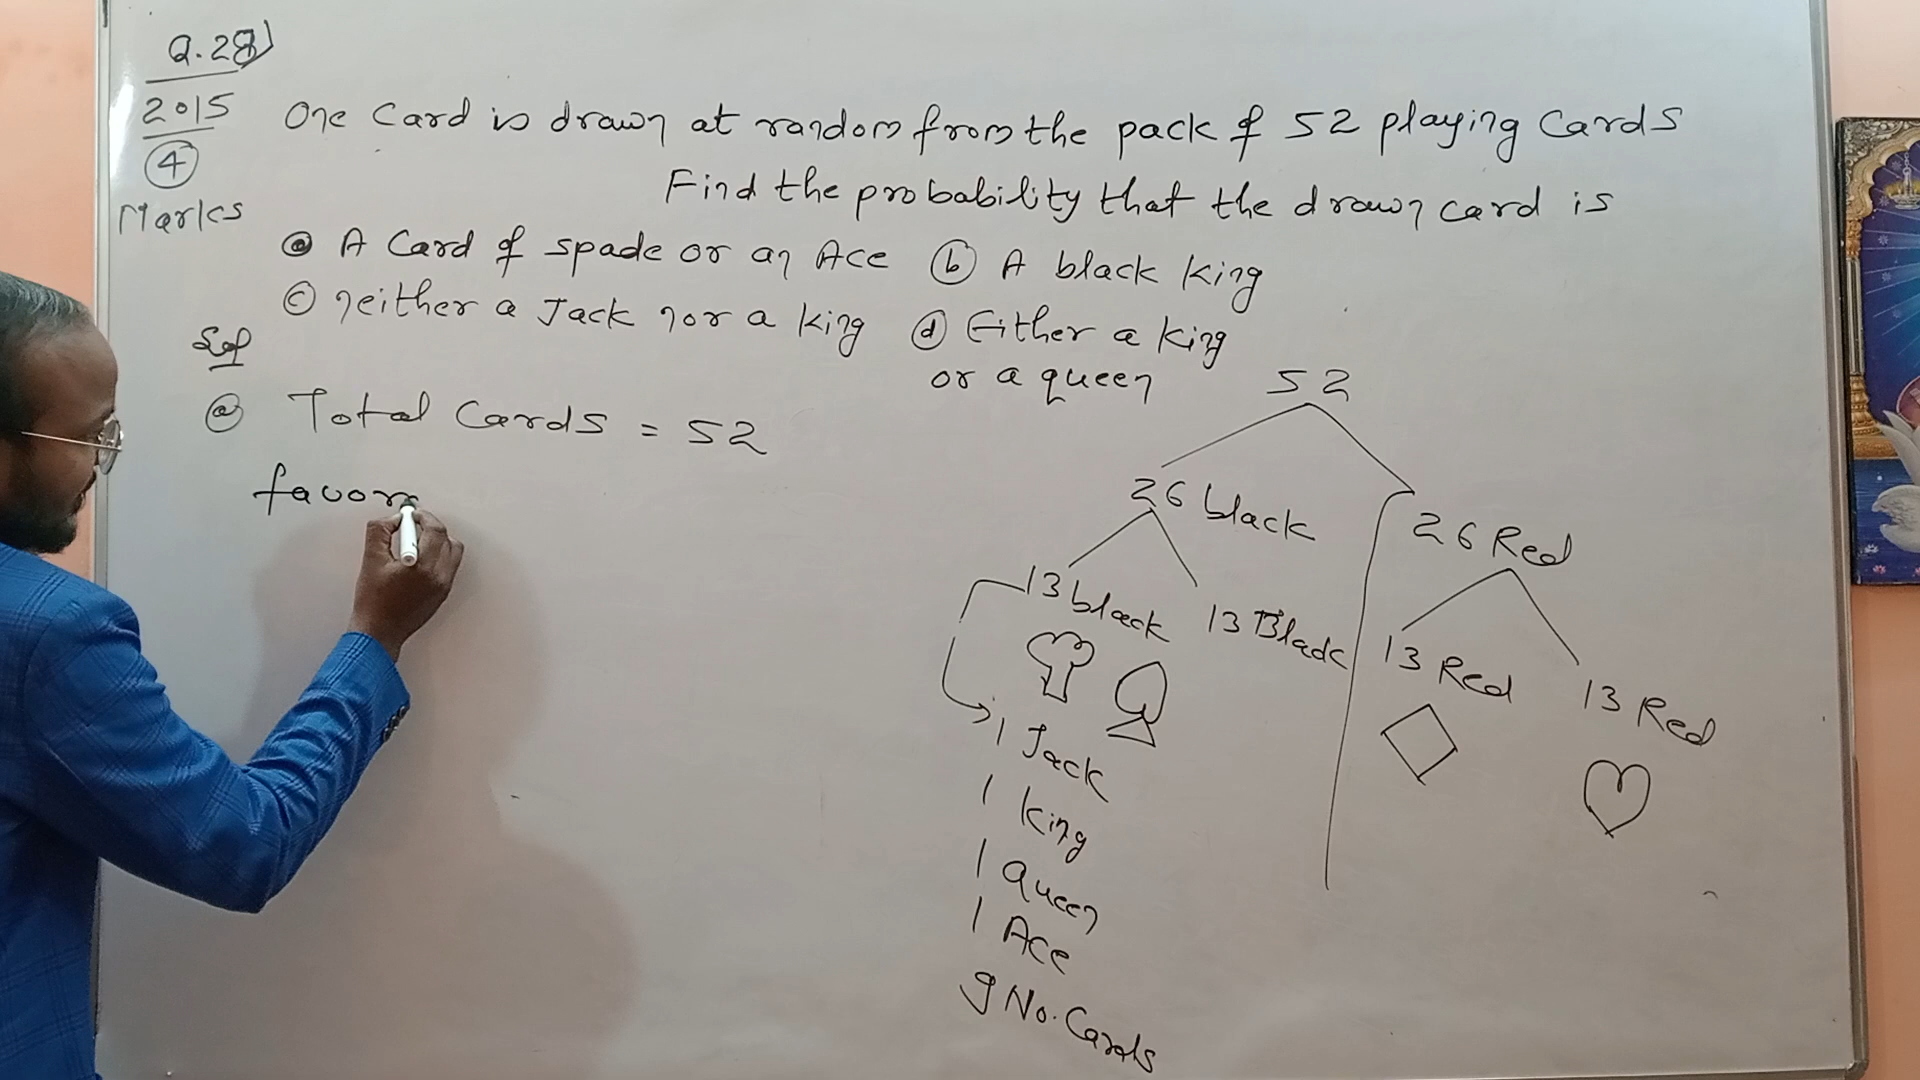 Q.28)
2015
4
Marks
One Card is drawn at random from the pack of 52 playing Cards
Find the probability that the drawn card is
a A Card of spade or an Ace b A black King
c neither a Jack nor a King d Either a King
or a queen
Sol
a Total Cards = 52
favor
52
26 black
26 Red
13 black
13 Black
13 Red
13 Red
1 Jack
1 King
1 Queen
1 Ace
9 No. Cards